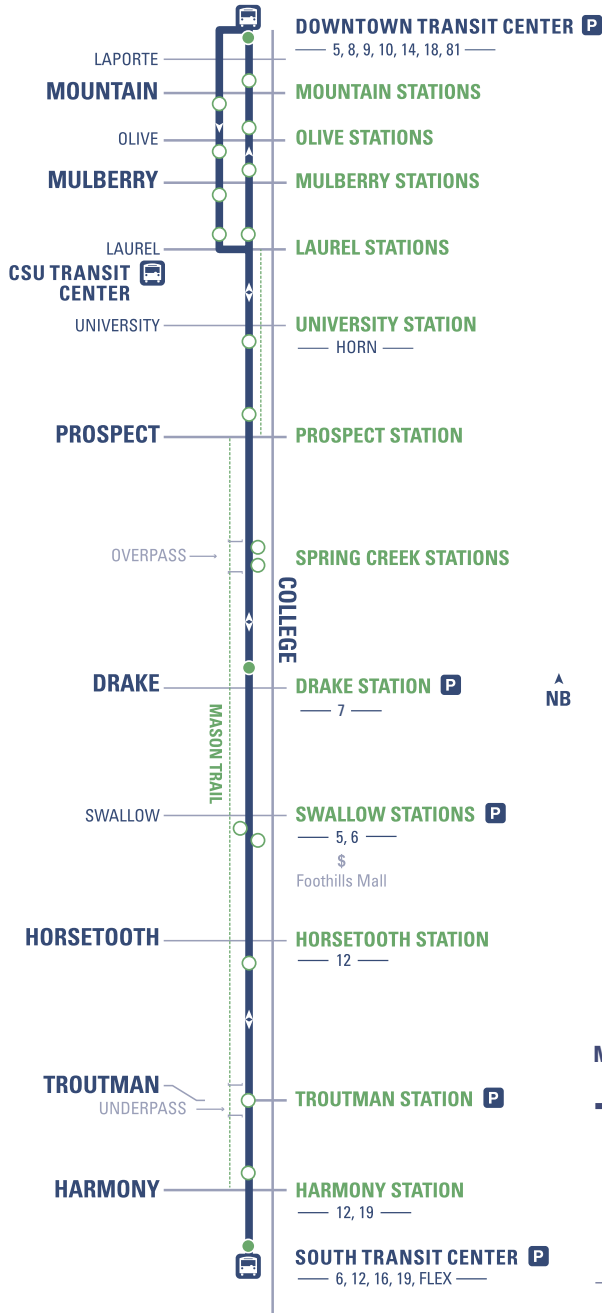 DOWNTOWN TRANSIT CENTER P
5, 8, 9, 10, 14, 18, 81
LAPORTE
MOUNTAIN
MOUNTAIN STATIONS
OLIVE
OLIVE STATIONS
MULBERRY
MULBERRY STATIONS
LAUREL
LAUREL STATIONS
CSU TRANSIT
CENTER
UNIVERSITY
UNIVERSITY STATION
HORN
PROSPECT
PROSPECT STATION
OVERPASS
SPRING CREEK STATIONS
COLLEGE
DRAKE
DRAKE STATION P
7
NB
MASON TRAIL
SWALLOW
SWALLOW STATIONS P
5, 6
$
Foothills Mall
HORSETOOTH
HORSETOOTH STATION
12
TROUTMAN
UNDERPASS
TROUTMAN STATION P
HARMONY
HARMONY STATION
12, 19
SOUTH TRANSIT CENTER P
6, 12, 16, 19, FLEX